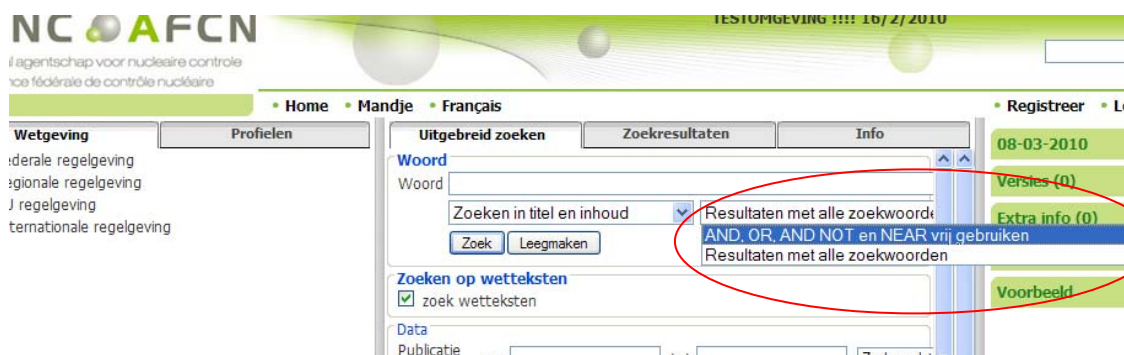 TESTOMGEVING !!!! 16/2/2010
NC AFCN
l agentschap voor nucleaire controle
nce fédérale de contrôle nucléaire
• Home • Mandje • Français • Registreer • L
Wetgeving Profielen Uitgebreid zoeken Zoekresultaten Info
08-03-2010
ederale regelgeving
egionale regelgeving
U regelgeving
ternationale regelgeving
Woord
Woord
Zoeken in titel en inhoud Resultaten met alle zoekwoorde
AND, OR, AND NOT en NEAR vrij gebruiken
Resultaten met alle zoekwoorden
Zoek Leegmaken
Versies (0)
Extra info (0)
Voorbeeld
Zoeken op wetteksten
zoek wetteksten
Data
Publicatie